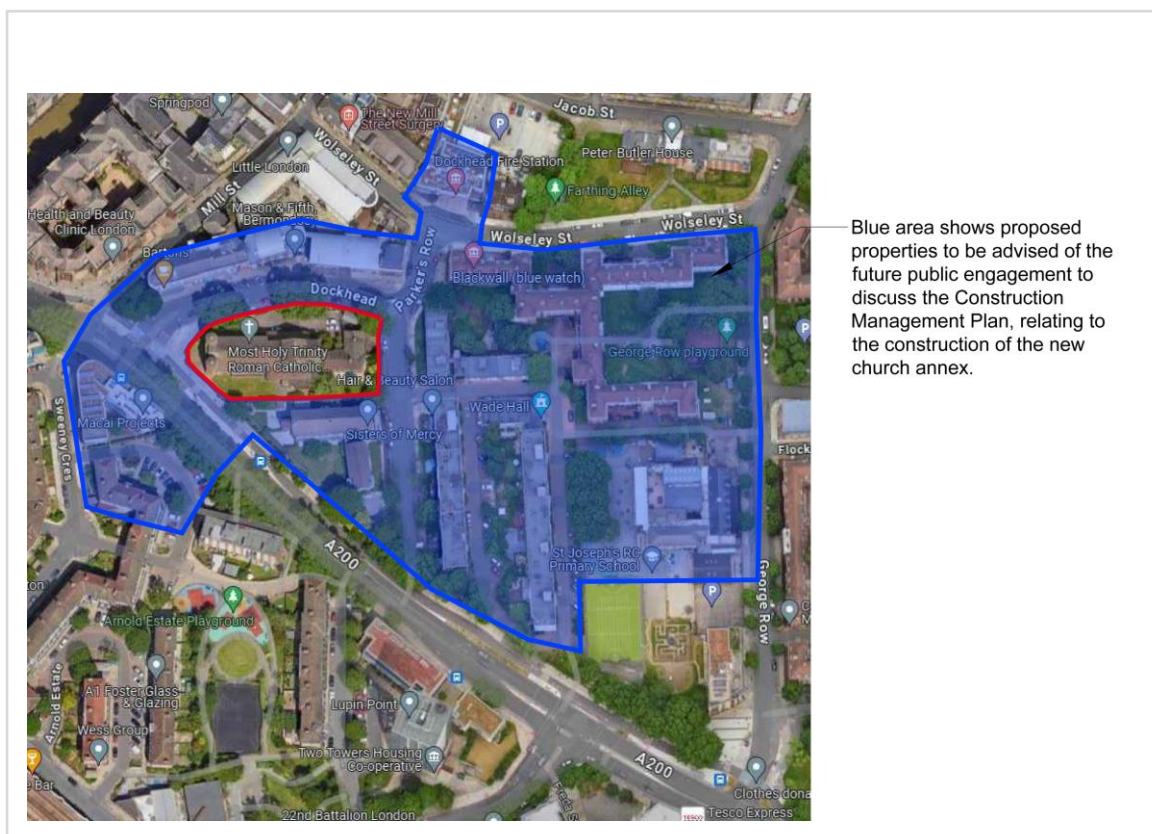 Springpod
The New Mill
Street Surgery
Jacob St
Wolseley St
Little London
Dockhead Fire Station
Peter Butler House
Mill St
Farthing Alley
Health and Beauty
Clinic London
Mason & Fifth,
Wolseley St
Wolseley St
Bartons
Parker's Row
Blackwall (blue watch)
Dockhead
Most Holy Trinity
Roman Catholic...
George Row playground
Hair & Beauty Salon
Macai Projects
Sisters of Mercy
Wade Hall
Sweeney Cres
Flock
A200
St Joseph's RC
Primary School
George Row
Arnold Estate Playground
Arnold Estate
A1 Foster Glass
& Glazing
Lupin Point
Wess Group
Two Towers Housing
Co-operative
A200
e Bar
22nd Battalion London
Clothes dona
TESCO
Tesco Express
Blue area shows proposed
properties to be advised of the
future public engagement to
discuss the Construction
Management Plan, relating to
the construction of the new
church annex.